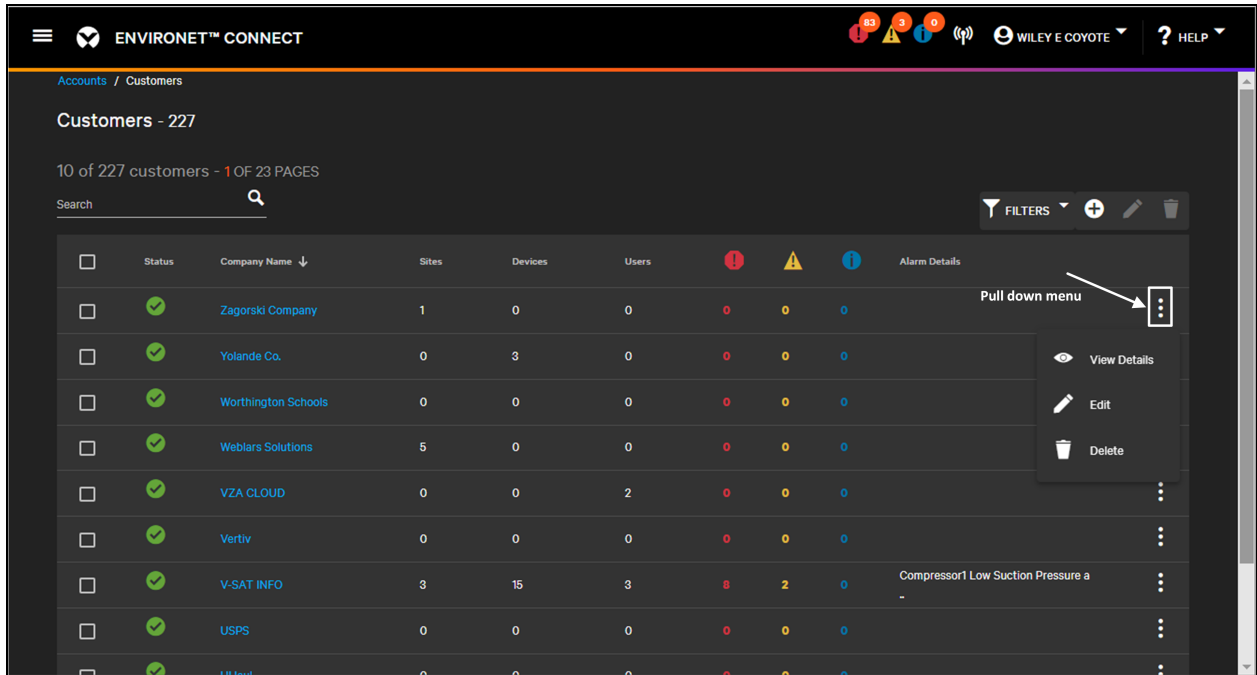 83 3 0
ENVIRONET™ CONNECT WILEY E COYOTE ? HELP
Accounts / Customers
Customers - 227
10 of 227 customers - 1 OF 23 PAGES
Search
FILTERS
Status Company Name Sites Devices Users Alarm Details
Pull down menu
Zagorski Company 1 0 0 0 0 0
Yolande Co. 0 3 0 0 0 0
View Details
Worthington Schools 0 0 0 0 0 0
Edit
Weblars Solutions 5 0 0 0 0 0
Delete
VZA CLOUD 0 0 2 0 0 0
Vertiv 0 0 0 0 0 0
V-SAT INFO 3 15 3 8 2 0 Compressor1 Low Suction Pressure a
-
USPS 0 0 0 0 0 0